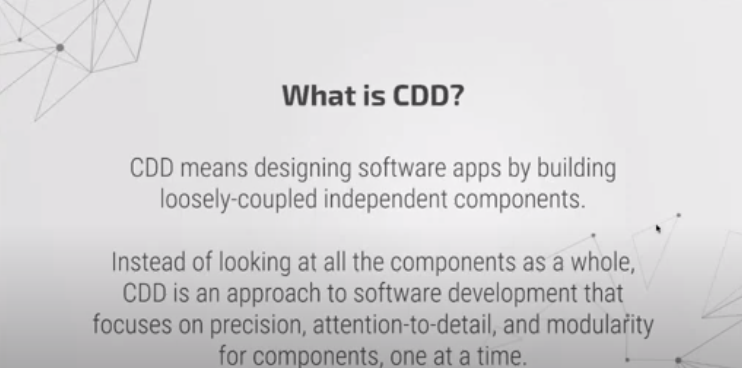 What is CDD?
CDD means designing software apps by building
loosely-coupled independent components.
Instead of looking at all the components as a whole,
CDD is an approach to software development that
focuses on precision, attention-to-detail, and modularity
for components, one at a time.